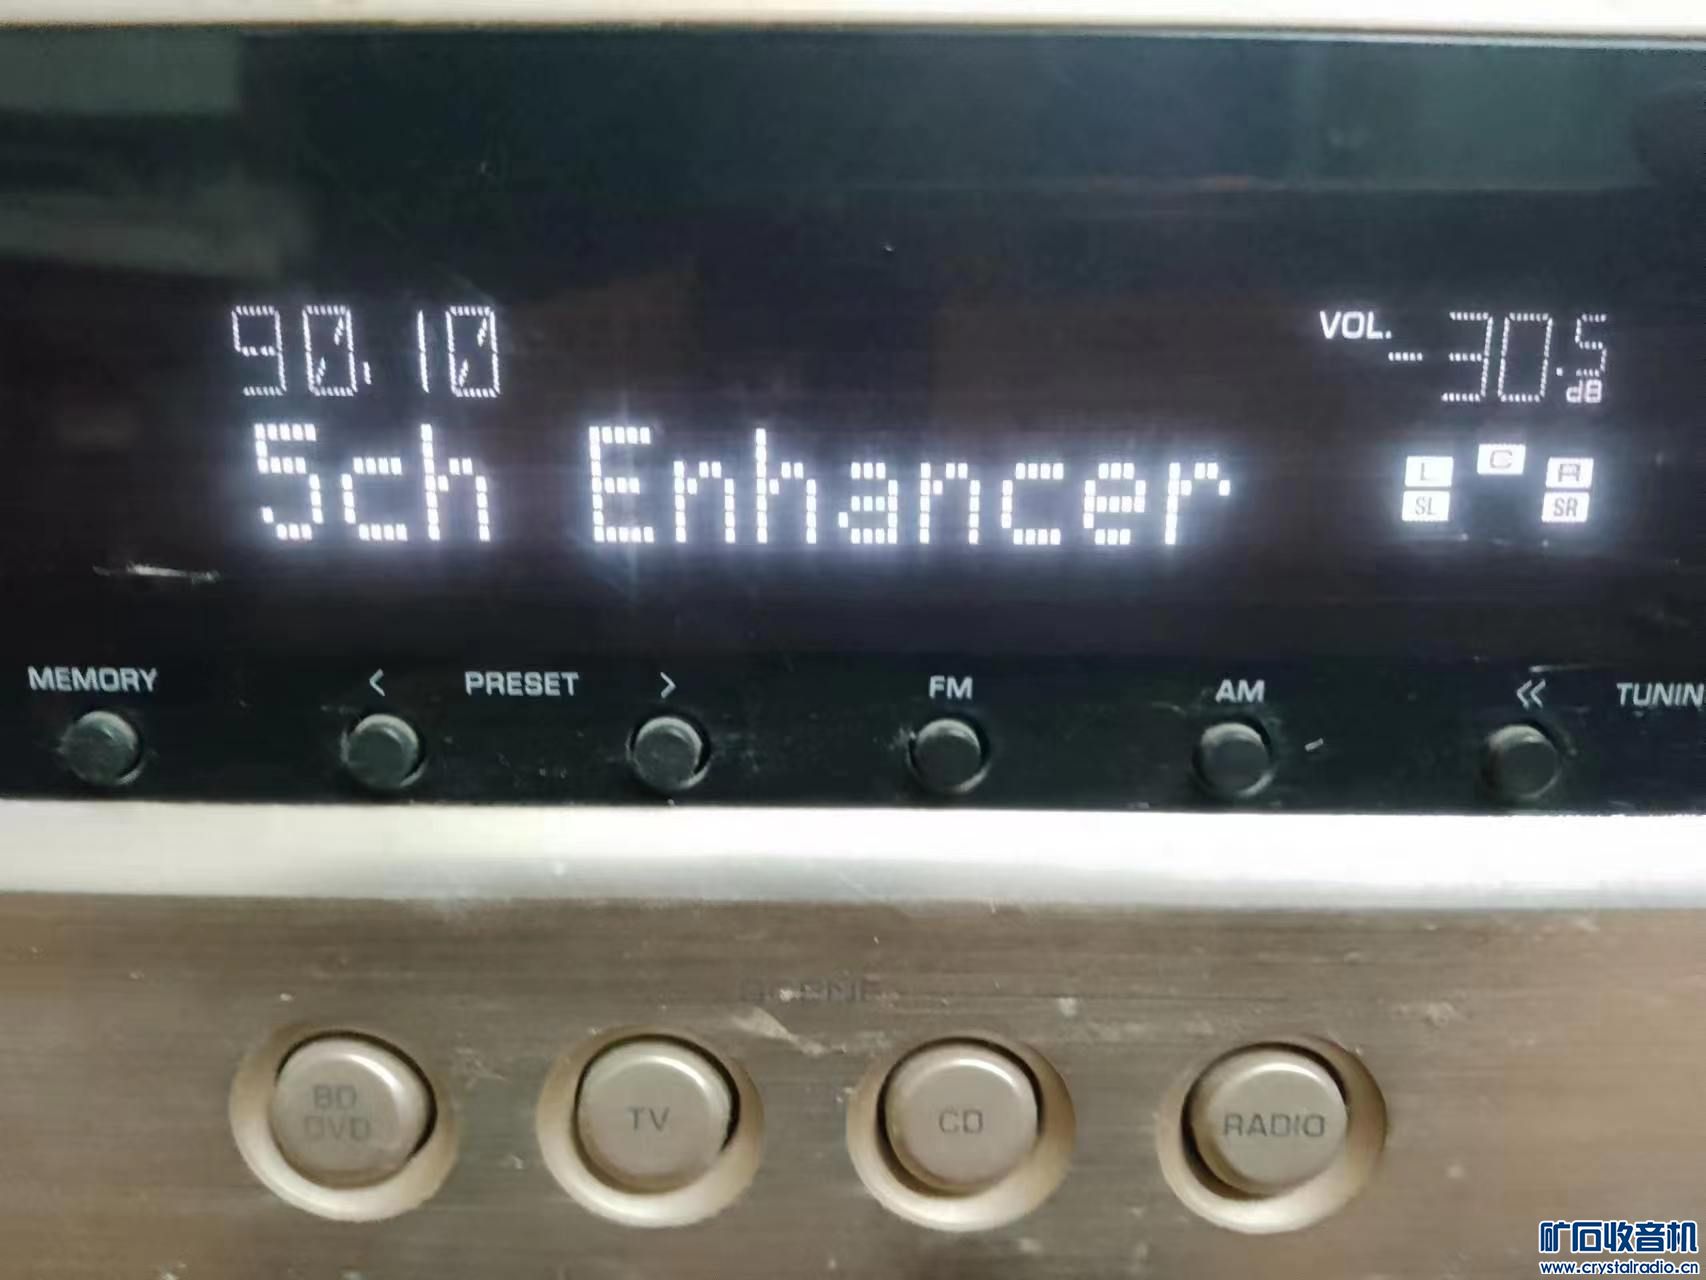 90.10
VOL. -30.5 dB
5ch Enhancer
L C R
SL SR
MEMORY < PRESET > FM AM << TUNIN
SCENE
BD DVD TV CD RADIO
矿石收音机
www.crystalradio.cn